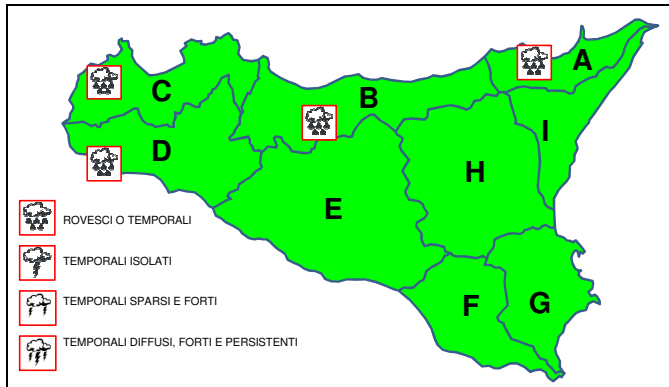 A
C
B
I
D
H
E
ROVESCI O TEMPORALI
TEMPORALI ISOLATI
F
G
TEMPORALI SPARSI E FORTI
TEMPORALI DIFFUSI, FORTI E PERSISTENTI